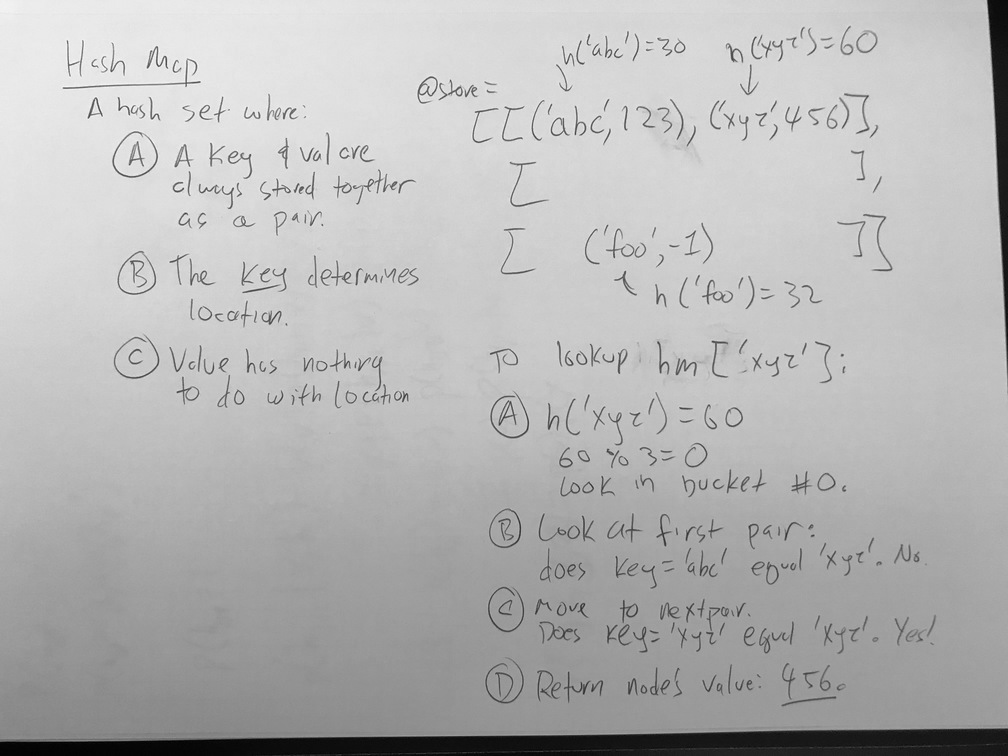 Hash Map
A hash set where:
Ⓐ A key & val are
always stored together
as a pair.
Ⓑ The key determines
location.
Ⓒ Value has nothing
to do with location
h('abc')=30 h('xyz')=60
@store=
[[('abc',123), ('xyz',456)],
[ ],
[ ('foo',-1) ]]
h('foo')=32
To lookup hm['xyz']:
Ⓐ h('xyz')=60
60 % 3=0
Look in bucket #0.
Ⓑ Look at first pair:
does key='abc' equal 'xyz'. No.
Ⓒ Move to next pair.
Does key='xyz' equal 'xyz'. Yes!
Ⓓ Return node's value: 456.